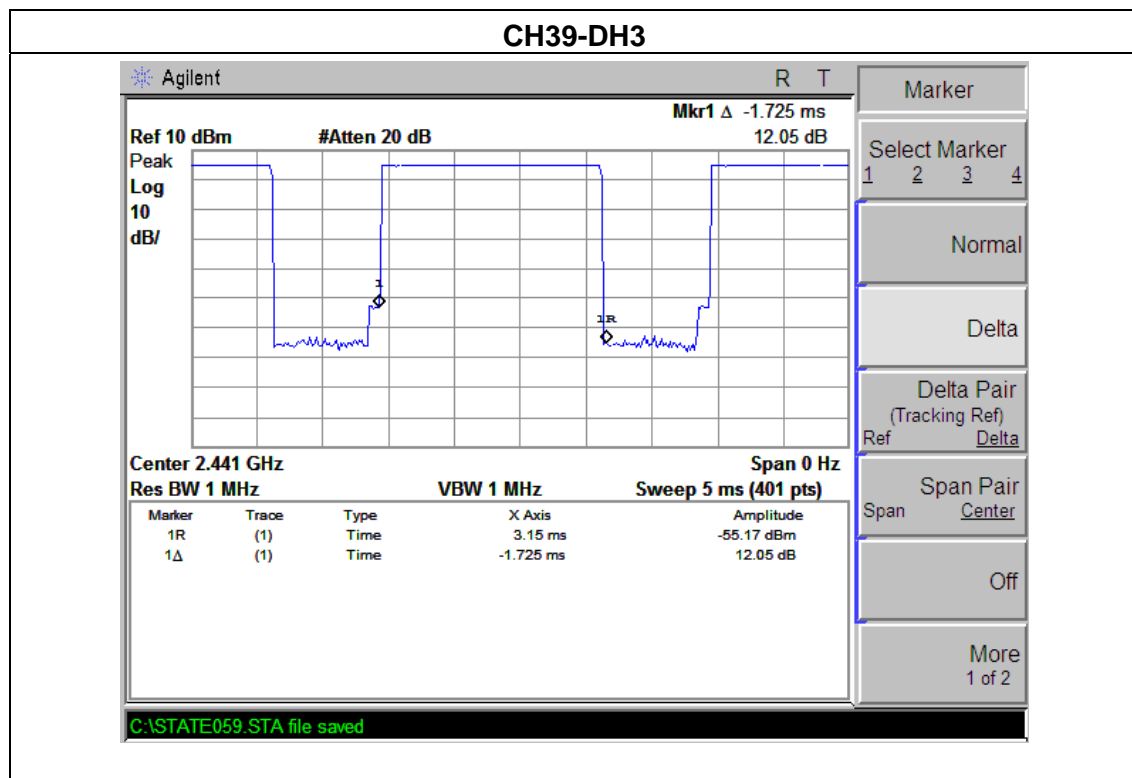 CH39-DH3
Agilent R T
Mkr1 Δ -1.725 ms
Ref 10 dBm #Atten 20 dB 12.05 dB
Peak
Log
10
dB/
1
1R
Center 2.441 GHz Span 0 Hz
Res BW 1 MHz VBW 1 MHz Sweep 5 ms (401 pts)
Marker Trace Type X Axis Amplitude
1R (1) Time 3.15 ms -55.17 dBm
1Δ (1) Time -1.725 ms 12.05 dB
C:\STATE059.STA file saved
Marker
Select Marker
1 2 3 4
Normal
Delta
Delta Pair
(Tracking Ref)
Ref Delta
Span Pair
Span Center
Off
More
1 of 2